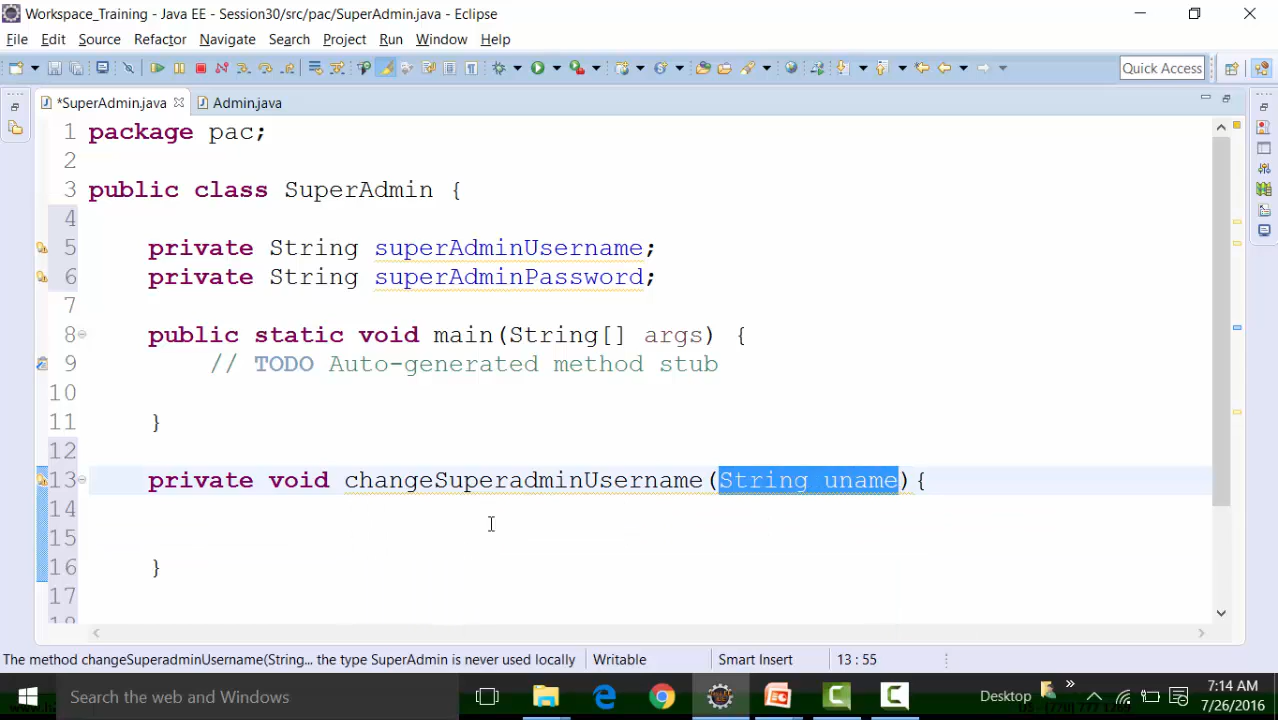 Workspace_Training - Java EE - Session30/src/pac/SuperAdmin.java - Eclipse
File Edit Source Refactor Navigate Search Project Run Window Help
Quick Access
*SuperAdmin.java Admin.java
1 package pac;
2
3 public class SuperAdmin {
4
5 private String superAdminUsername;
6 private String superAdminPassword;
7
8 public static void main(String[] args) {
9 // TODO Auto-generated method stub
10
11 }
12
13 private void changeSuperadminUsername(String uname){
14
15
16 }
17
18
The method changeSuperadminUsername(String... the type SuperAdmin is never used locally Writable Smart Insert 13 : 55
Search the web and Windows Desktop » 7:14 AM
7/26/2016